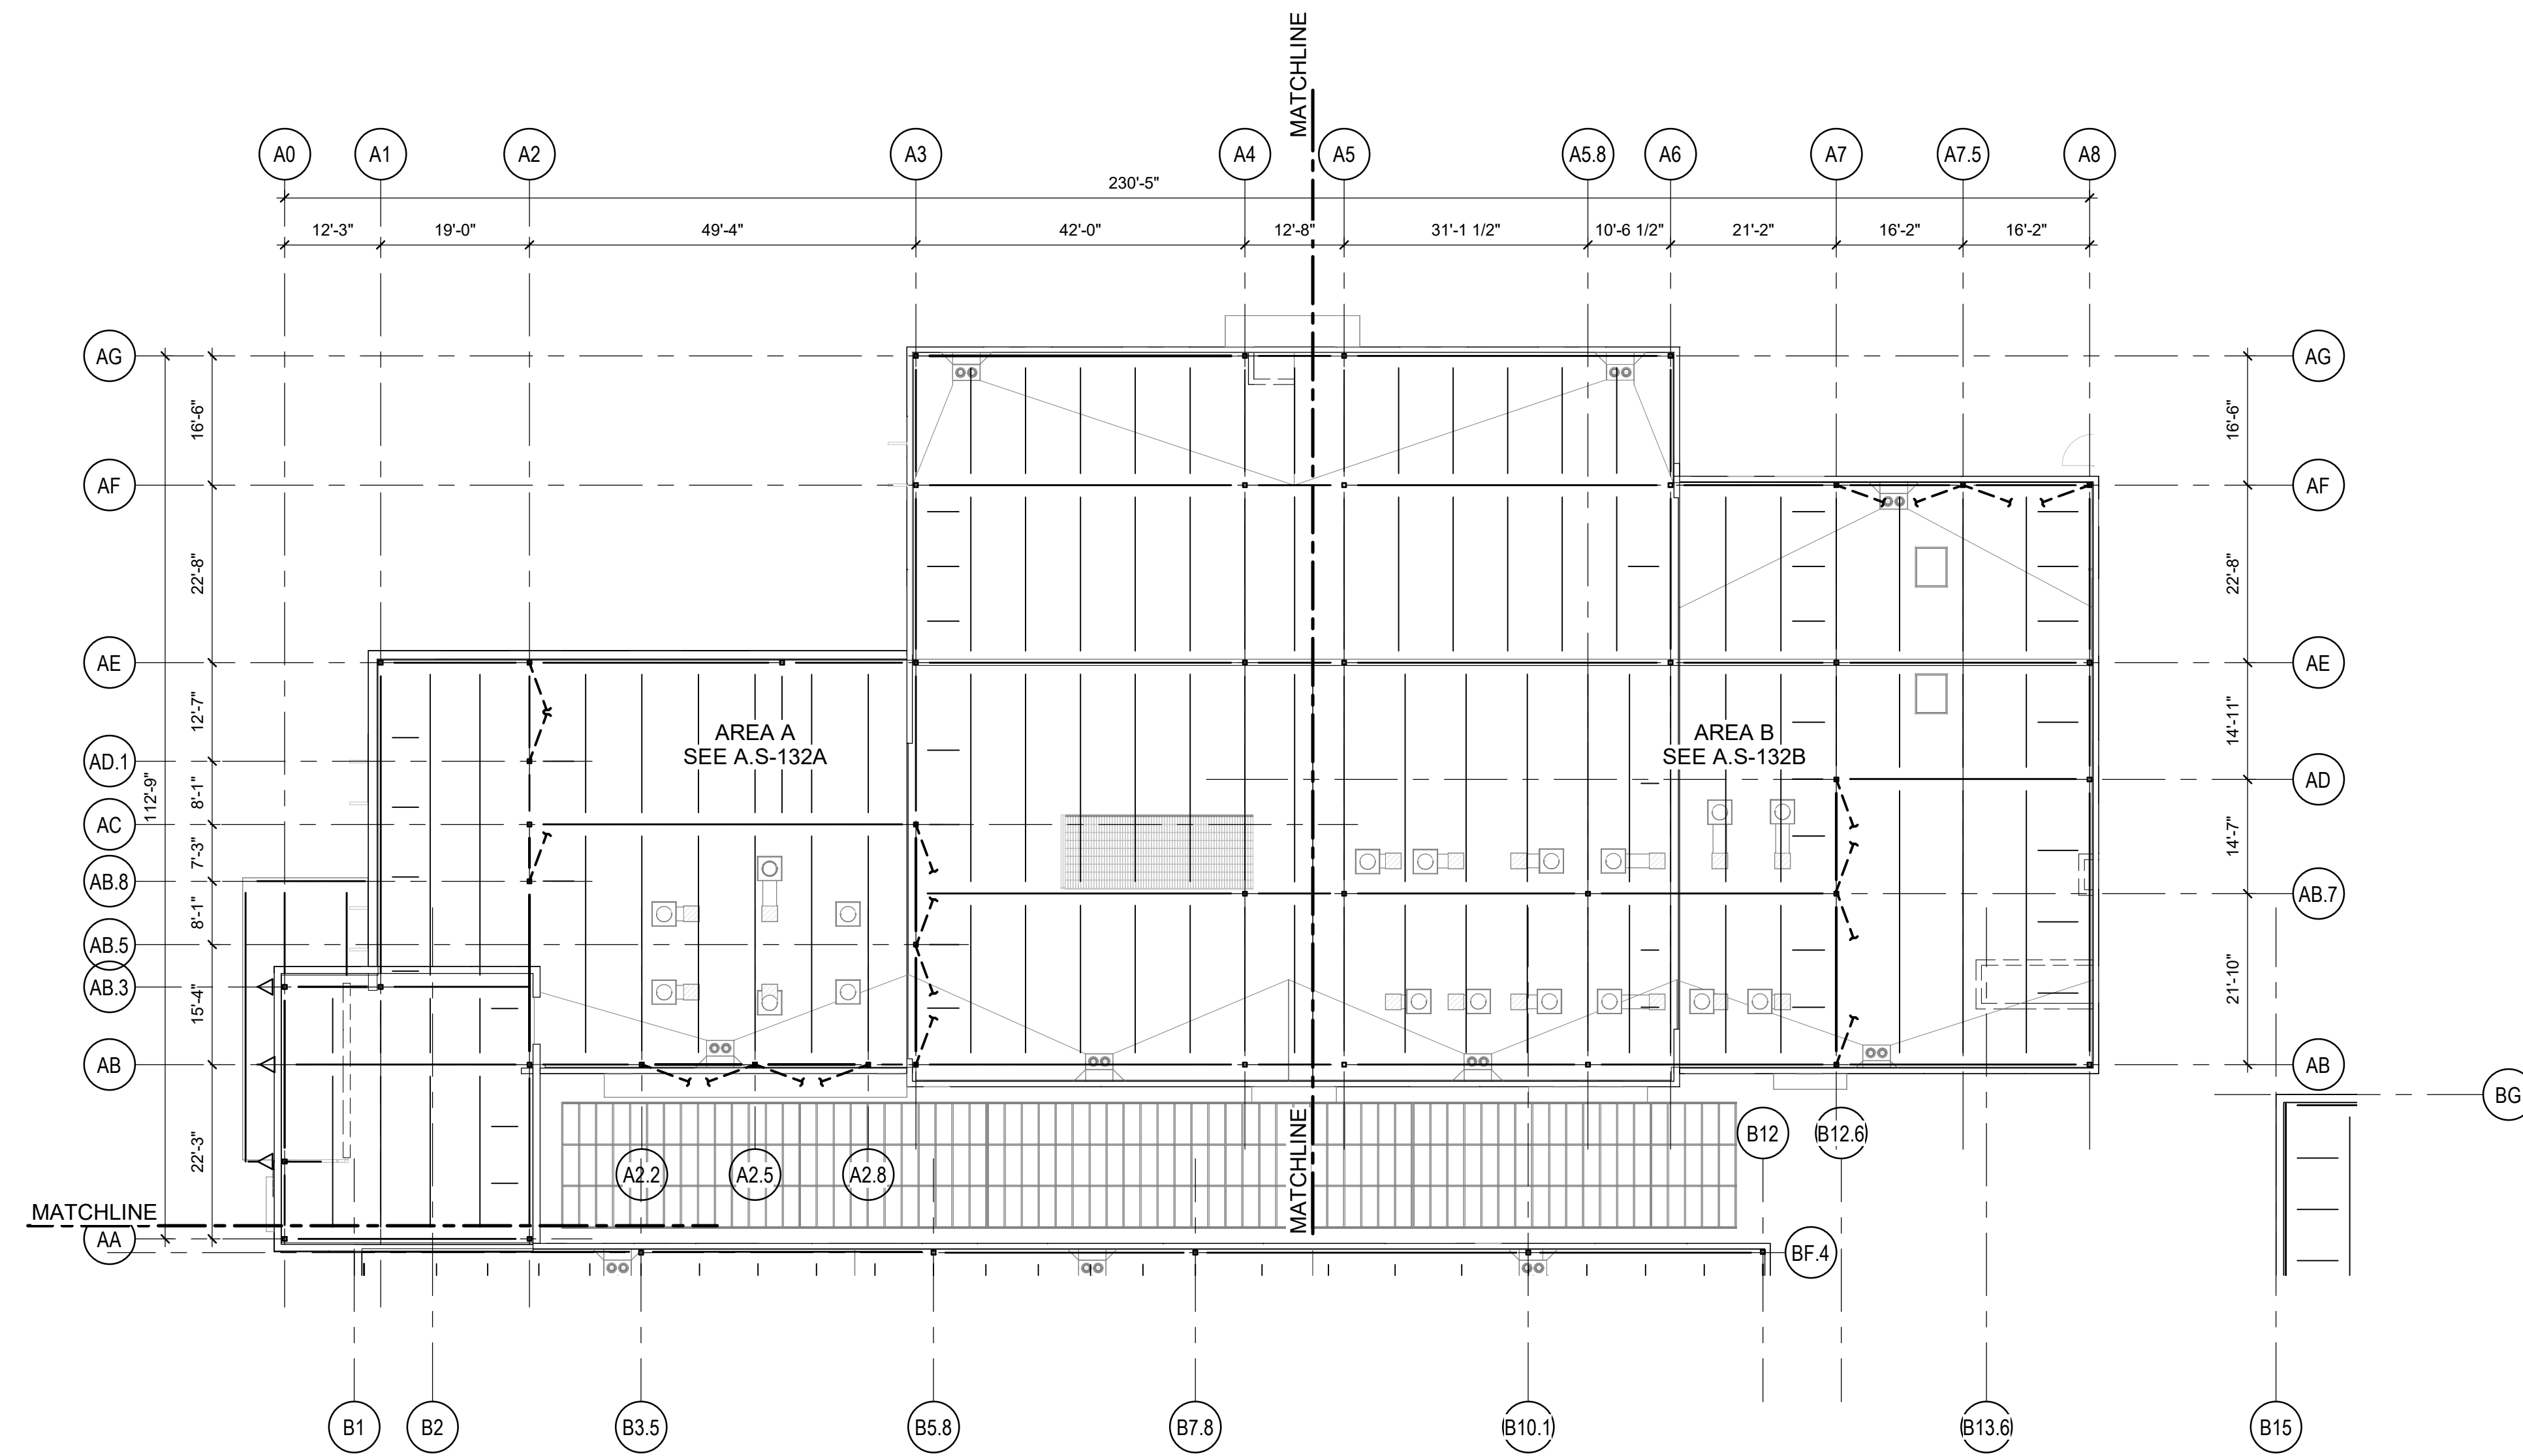 MATCHLINE
A0
A1
A2
A3
A4
A5
A5.8
A6
A7
A7.5
A8
230'-5"
12'-3"
19'-0"
49'-4"
42'-0"
12'-8"
31'-1 1/2"
10'-6 1/2"
21'-2"
16'-2"
16'-2"
AG
AG
16'-6"
16'-6"
AF
AF
22'-8"
22'-8"
AE
AE
12'-7"
14'-11"
AREA A
SEE A.S-132A
AREA B
SEE A.S-132B
AD.1
AD
112'-9"
8'-1"
AC
14'-7"
7'-3"
AB.8
AB.7
8'-1"
AB.5
AB.3
15'-4"
21'-10"
AB
AB
BG
22'-3"
MATCHLINE
B12
B12.6
A2.2
A2.5
A2.8
MATCHLINE
AA
BF.4
B1
B2
B3.5
B5.8
B7.8
B10.1
B13.6
B15